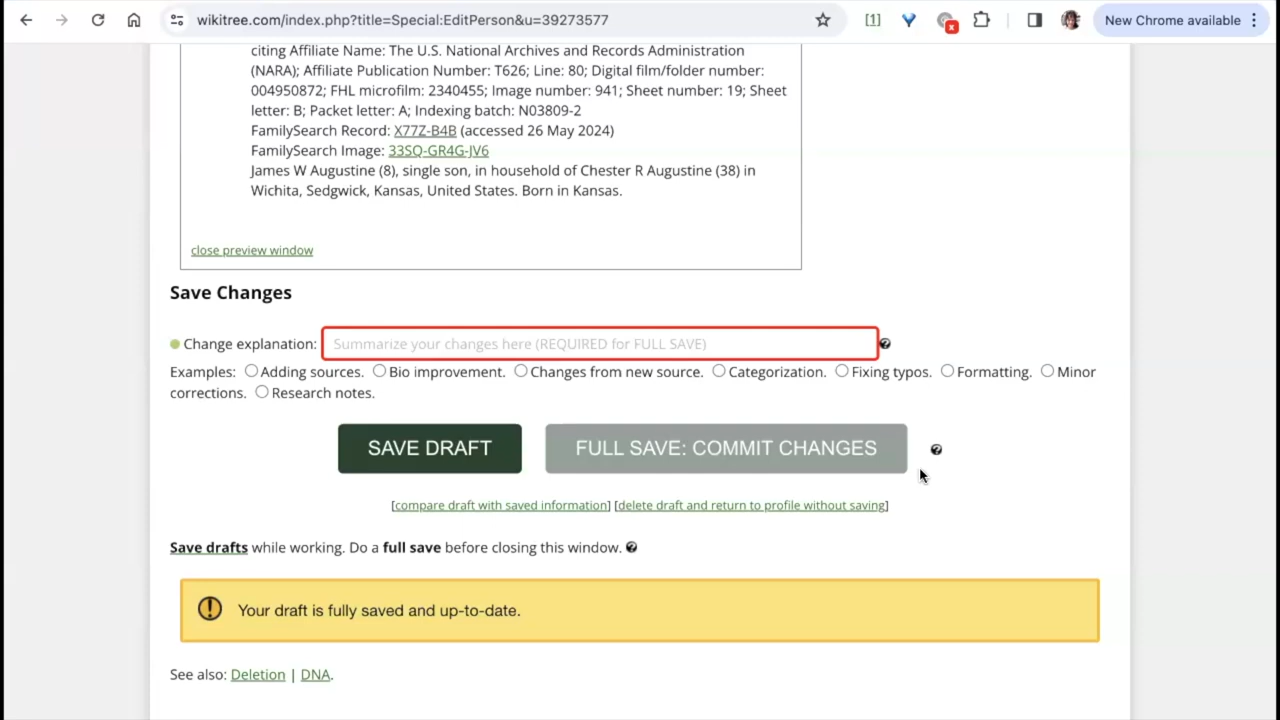 wikitree.com/index.php?title=Special:EditPerson&u=39273577
[1]
New Chrome available
citing Affiliate Name: The U.S. National Archives and Records Administration
(NARA); Affiliate Publication Number: T626; Line: 80; Digital film/folder number:
004950872; FHL microfilm: 2340455; Image number: 941; Sheet number: 19; Sheet
letter: B; Packet letter: A; Indexing batch: N03809-2
FamilySearch Record: X77Z-B4B (accessed 26 May 2024)
FamilySearch Image: 33SQ-GR4G-JV6
James W Augustine (8), single son, in household of Chester R Augustine (38) in
Wichita, Sedgwick, Kansas, United States. Born in Kansas.
close preview window
Save Changes
Change explanation: Summarize your changes here (REQUIRED for FULL SAVE)
Examples: Adding sources. Bio improvement. Changes from new source. Categorization. Fixing typos. Formatting. Minor
corrections. Research notes.
SAVE DRAFT FULL SAVE: COMMIT CHANGES
[compare draft with saved information] [delete draft and return to profile without saving]
Save drafts while working. Do a full save before closing this window.
Your draft is fully saved and up-to-date.
See also: Deletion | DNA.